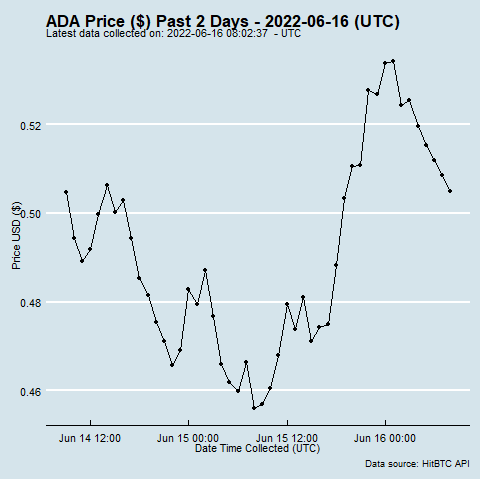 ADA Price ($) Past 2 Days - 2022-06-16 (UTC)
Latest data collected on: 2022-06-16 08:02:37  - UTC
0.52
0.50
0.48
0.46
Price USD ($)
Jun 14 12:00
Jun 15 00:00
Jun 15 12:00
Jun 16 00:00
Date Time Collected (UTC)
Data source: HitBTC API